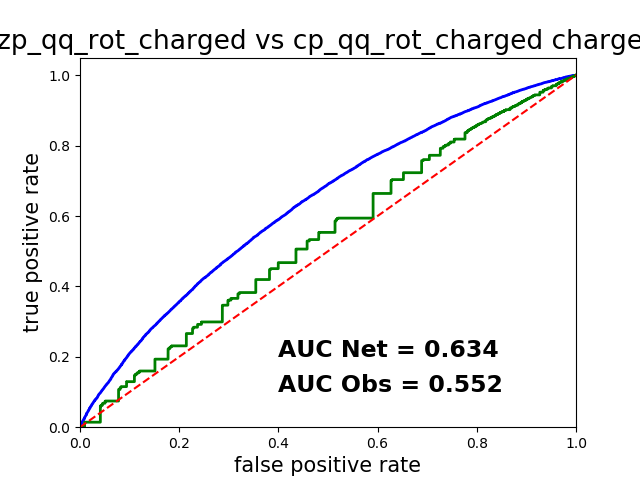 zp_qq_rot_charged vs cp_qq_rot_charged charge
1.0
0.8
0.6
0.4
0.2
0.0
true positive rate
AUC Net = 0.634
AUC Obs = 0.552
0.0 0.2 0.4 0.6 0.8 1.0
false positive rate